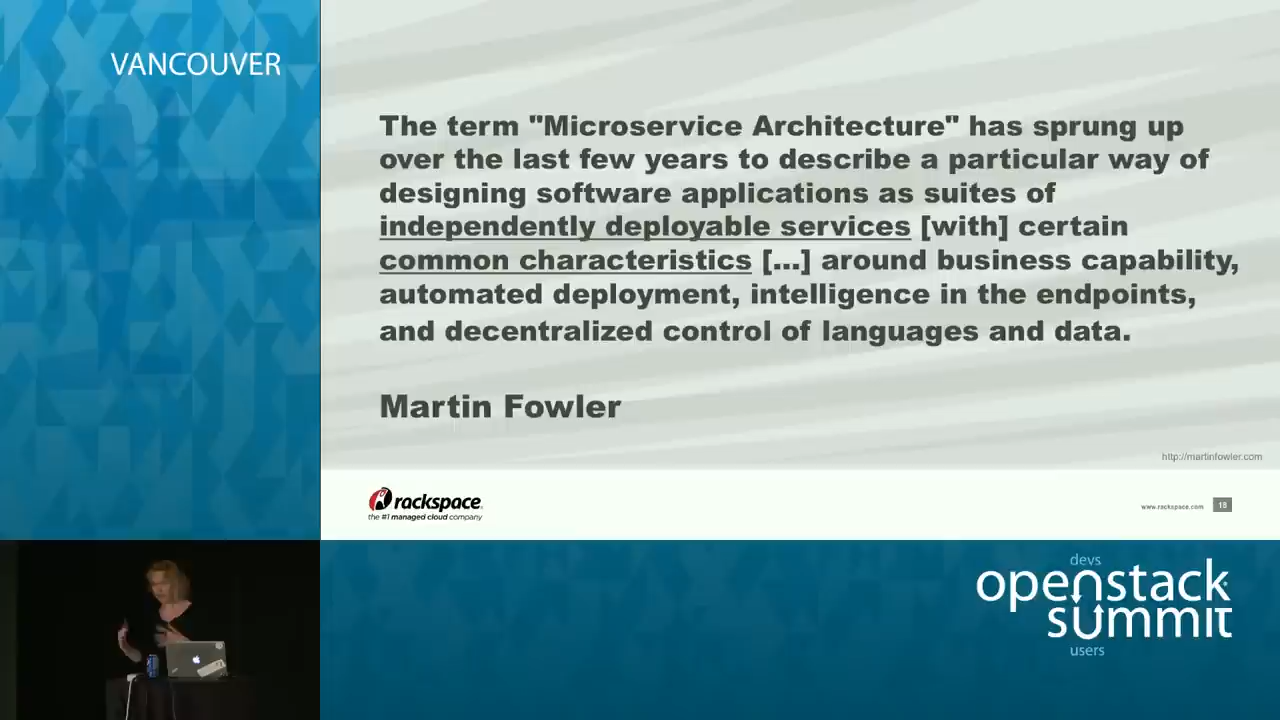 VANCOUVER
The term "Microservice Architecture" has sprung up
over the last few years to describe a particular way of
designing software applications as suites of
independently deployable services [with] certain
common characteristics [...] around business capability,
automated deployment, intelligence in the endpoints,
and decentralized control of languages and data.
Martin Fowler
http://martinfowler.com
rackspace
the #1 managed cloud company
www.rackspace.com
18
devs
openstack
summit
users